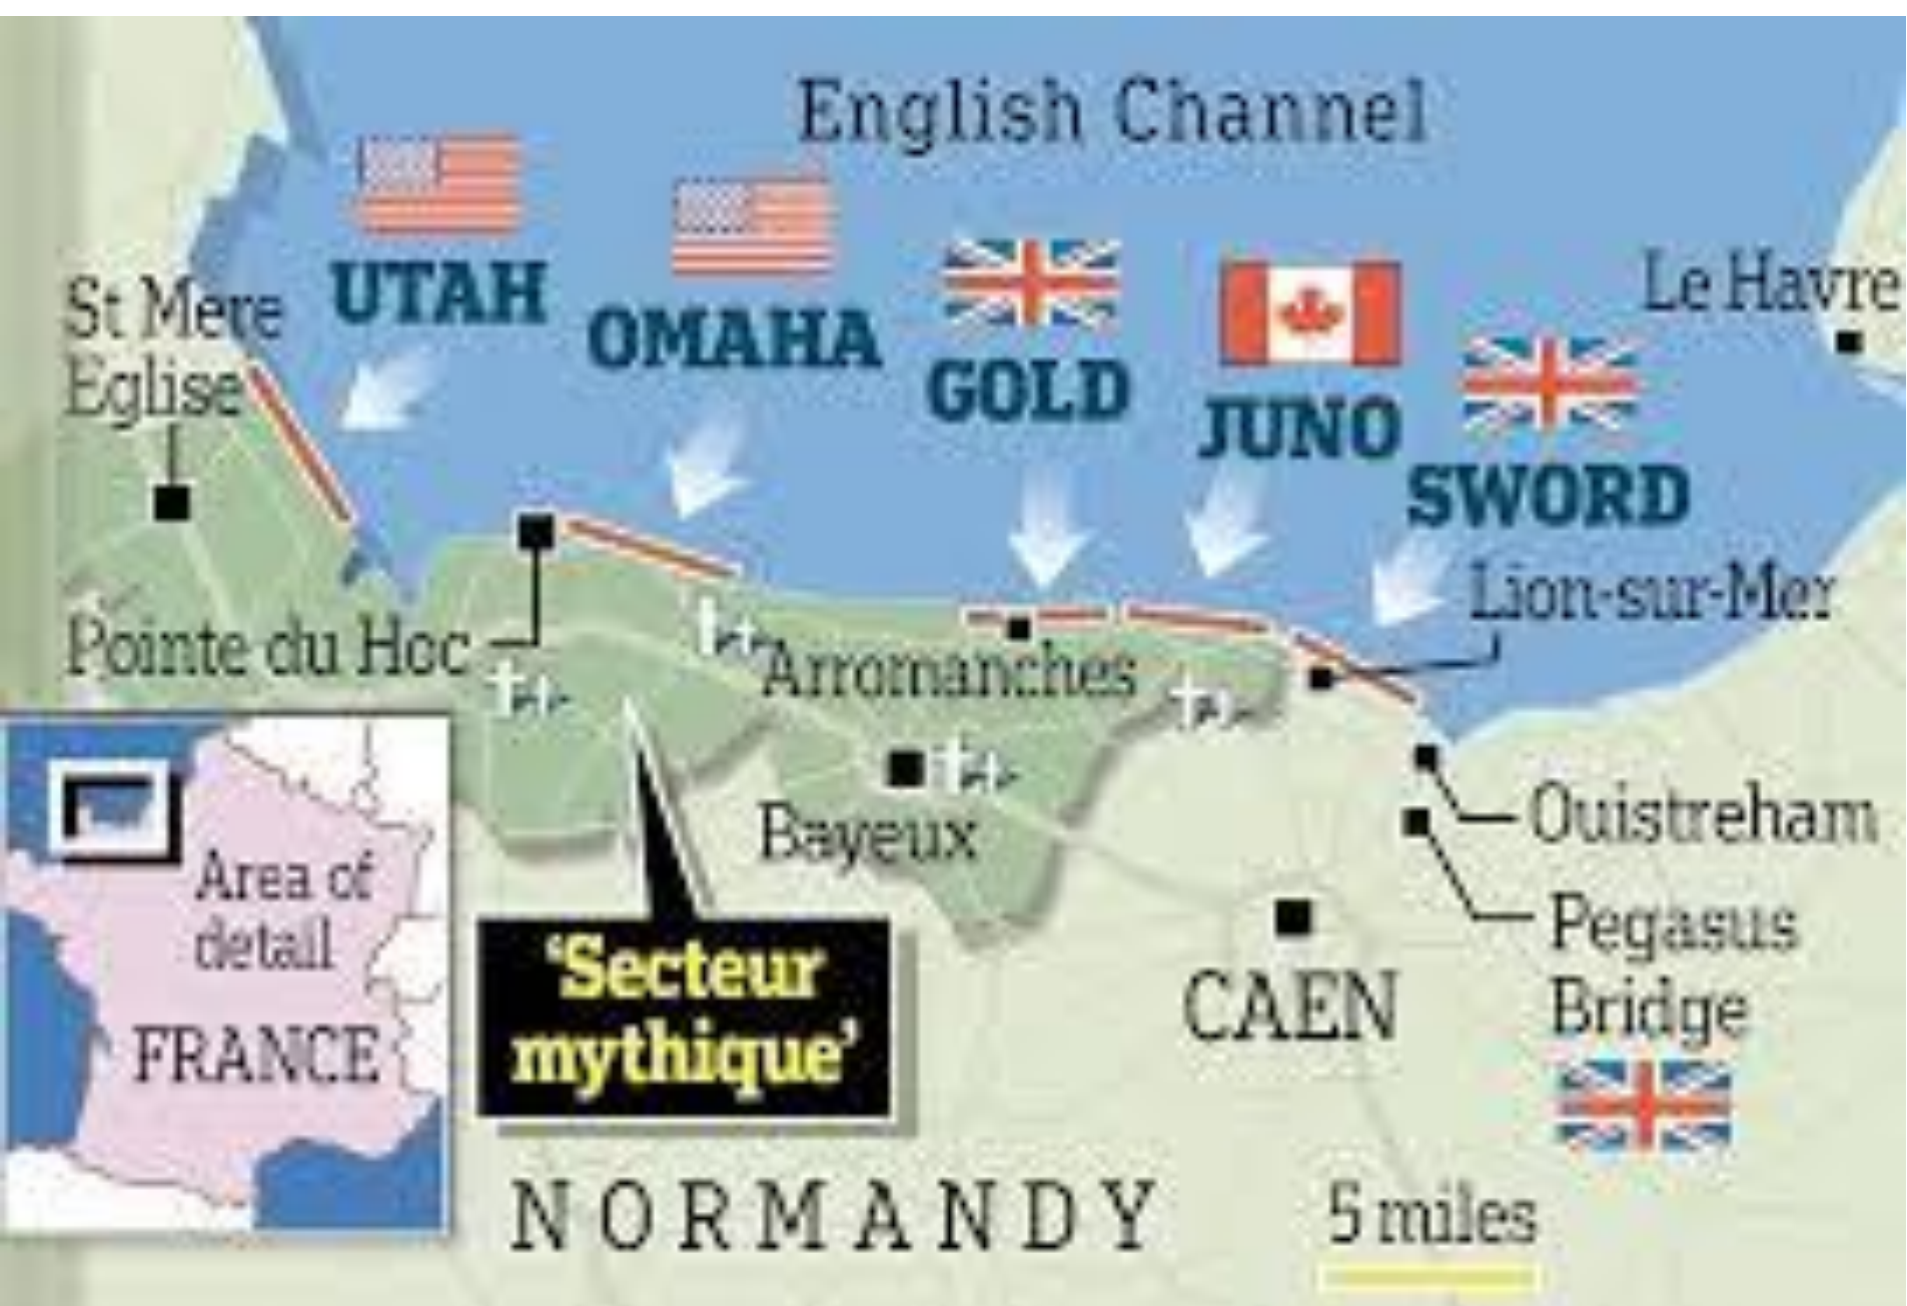 English Channel
UTAH
OMAHA
GOLD
JUNO
SWORD
Le Havre
St Mere
Eglise
Lion-sur-Mer
Pointe du Hoc
Arromanches
Bayeux
Ouistreham
Pegasus
Bridge
CAEN
'Secteur
mythique'
Area of
detail
FRANCE
NORMANDY
5 miles